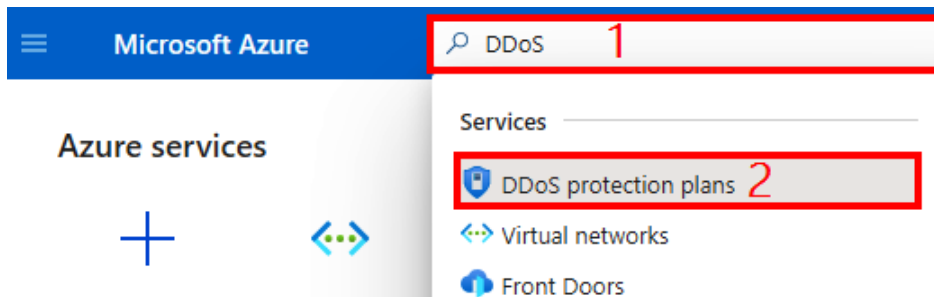 Microsoft Azure
DDoS 1
Services
Azure services
DDoS protection plans 2
Virtual networks
Front Doors